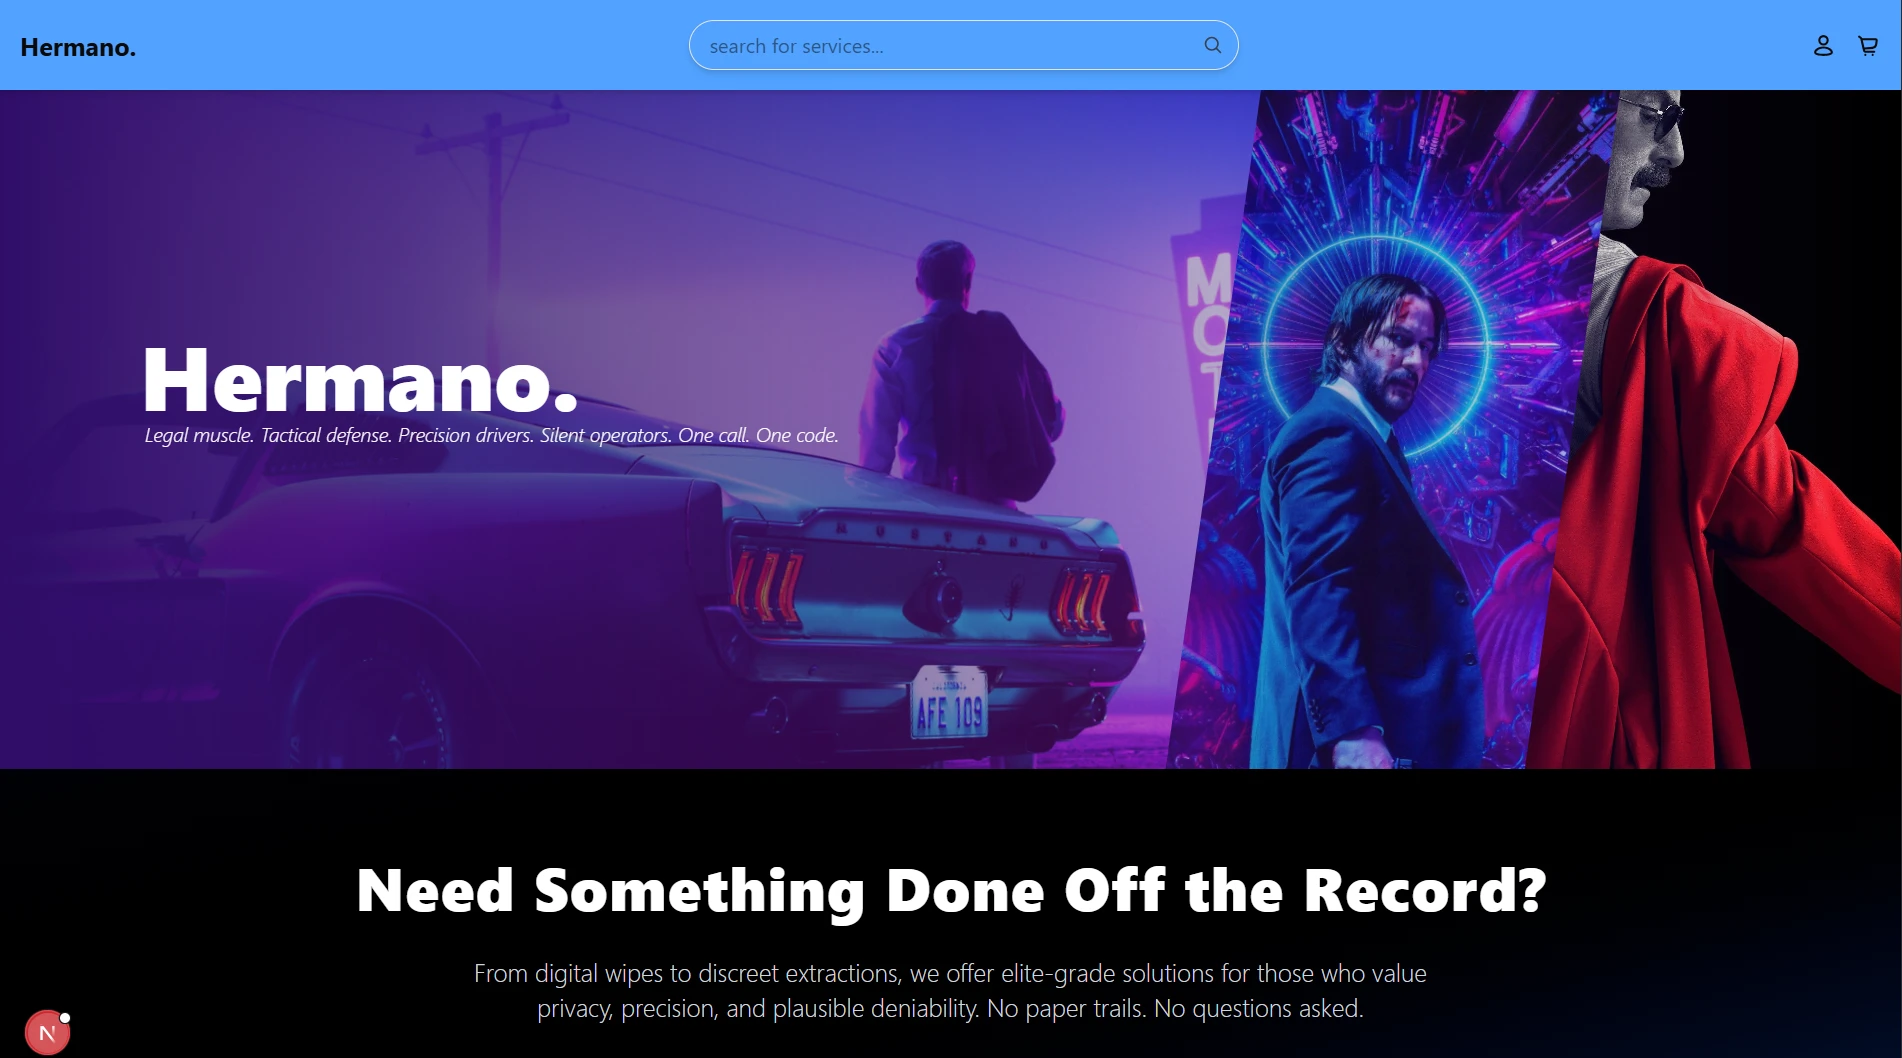 Hermano.
search for services...
M
O
T
Hermano.
Legal muscle. Tactical defense. Precision drivers. Silent operators. One call. One code.
MUSTANG
AFE 109
Need Something Done Off the Record?
From digital wipes to discreet extractions, we offer elite-grade solutions for those who value
privacy, precision, and plausible deniability. No paper trails. No questions asked.
N